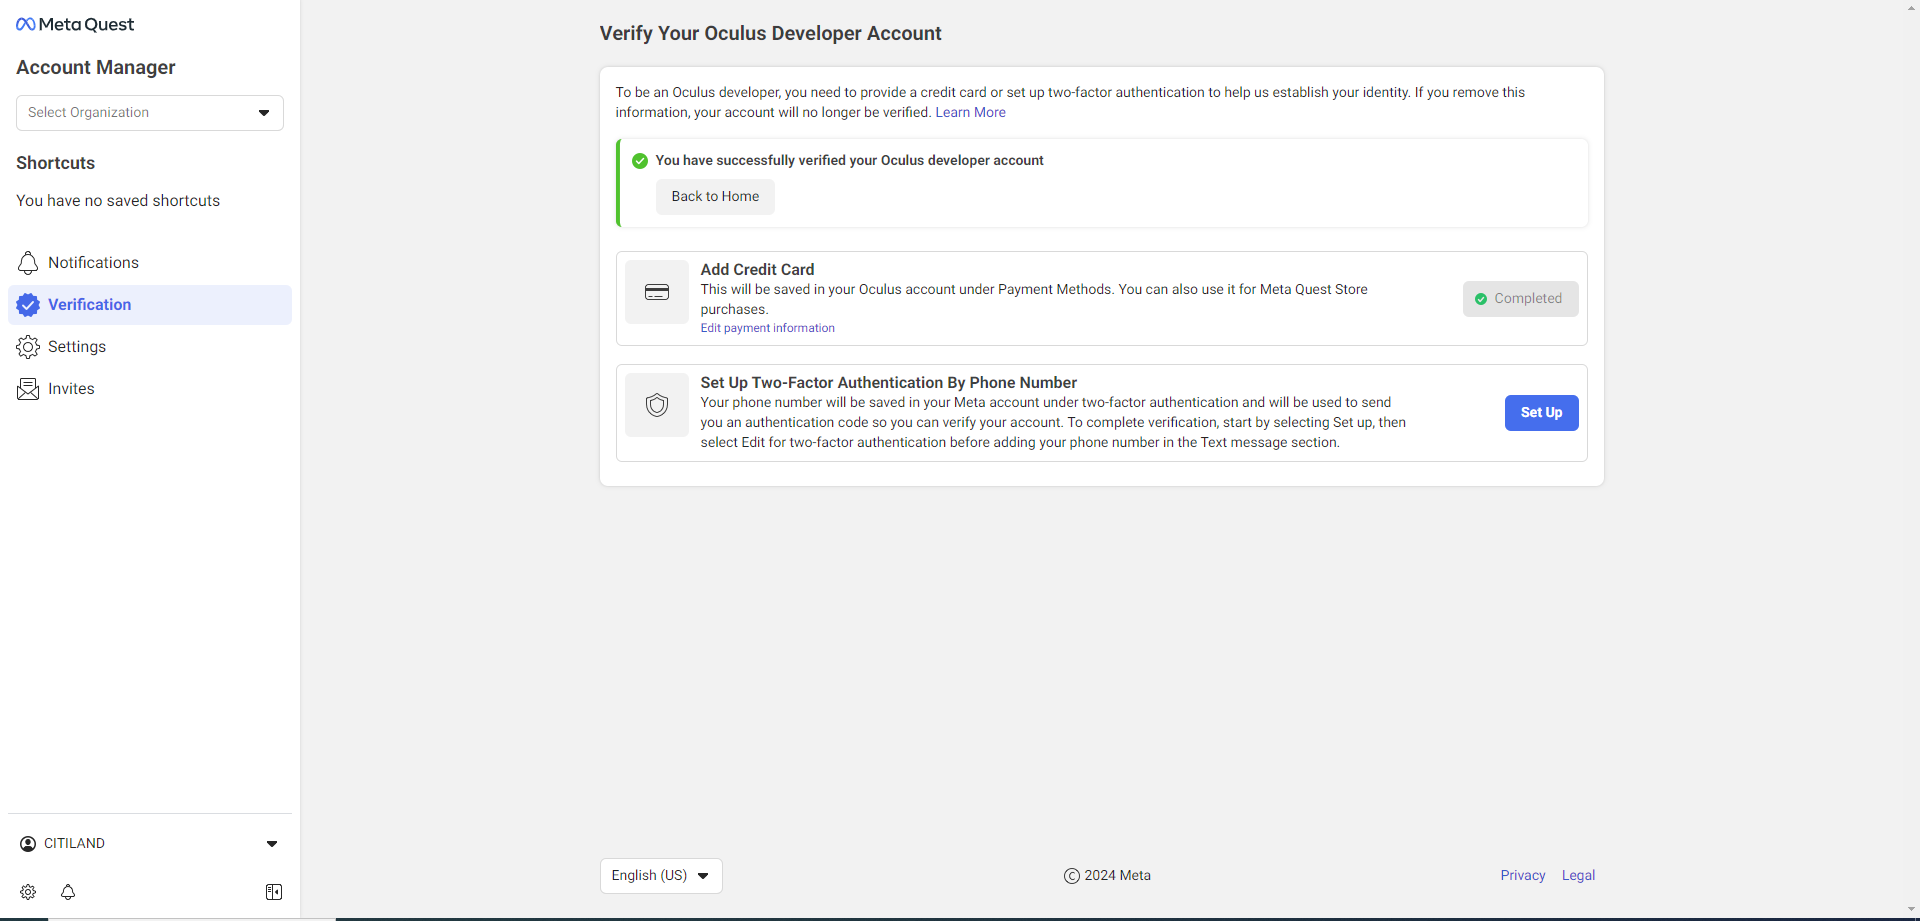 Meta Quest
Account Manager
Select Organization
Shortcuts
You have no saved shortcuts
Notifications
Verification
Settings
Invites
CITILAND
Verify Your Oculus Developer Account
To be an Oculus developer, you need to provide a credit card or set up two-factor authentication to help us establish your identity. If you remove this
information, your account will no longer be verified. Learn More
You have successfully verified your Oculus developer account
Back to Home
Add Credit Card
This will be saved in your Oculus account under Payment Methods. You can also use it for Meta Quest Store
purchases.
Edit payment information
Completed
Set Up Two-Factor Authentication By Phone Number
Your phone number will be saved in your Meta account under two-factor authentication and will be used to send
you an authentication code so you can verify your account. To complete verification, start by selecting Set up, then
select Edit for two-factor authentication before adding your phone number in the Text message section.
Set Up
English (US)
© 2024 Meta
Privacy Legal